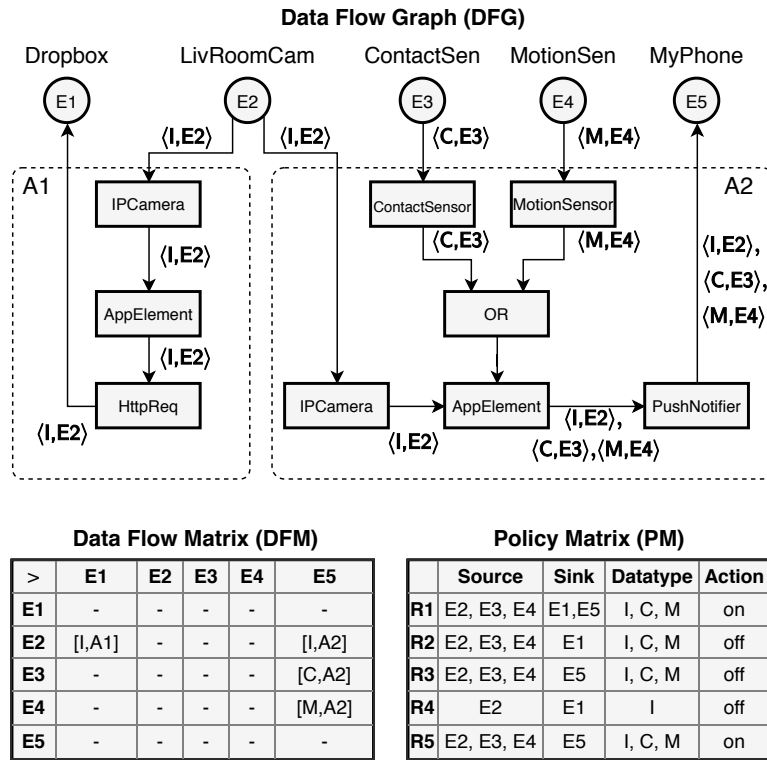 Data Flow Graph (DFG)
Dropbox LivRoomCam ContactSen MotionSen MyPhone
E1 E2 E3 E4 E5
⟨I,E2⟩ ⟨I,E2⟩ ⟨C,E3⟩ ⟨M,E4⟩
A1 A2
IPCamera ContactSensor MotionSensor
⟨C,E3⟩ ⟨M,E4⟩
⟨I,E2⟩ ⟨I,E2⟩,
⟨C,E3⟩,
AppElement OR ⟨M,E4⟩
⟨I,E2⟩
HttpReq IPCamera AppElement PushNotifier
⟨I,E2⟩ ⟨I,E2⟩ ⟨I,E2⟩,
⟨C,E3⟩,⟨M,E4⟩
Data Flow Matrix (DFM)
> E1 E2 E3 E4 E5
E1 - - - - -
E2 [I,A1] - - - [I,A2]
E3 - - - - [C,A2]
E4 - - - - [M,A2]
E5 - - - - -
Policy Matrix (PM)
Source Sink Datatype Action
R1 E2, E3, E4 E1,E5 I, C, M on
R2 E2, E3, E4 E1 I, C, M off
R3 E2, E3, E4 E5 I, C, M off
R4 E2 E1 I off
R5 E2, E3, E4 E5 I, C, M on